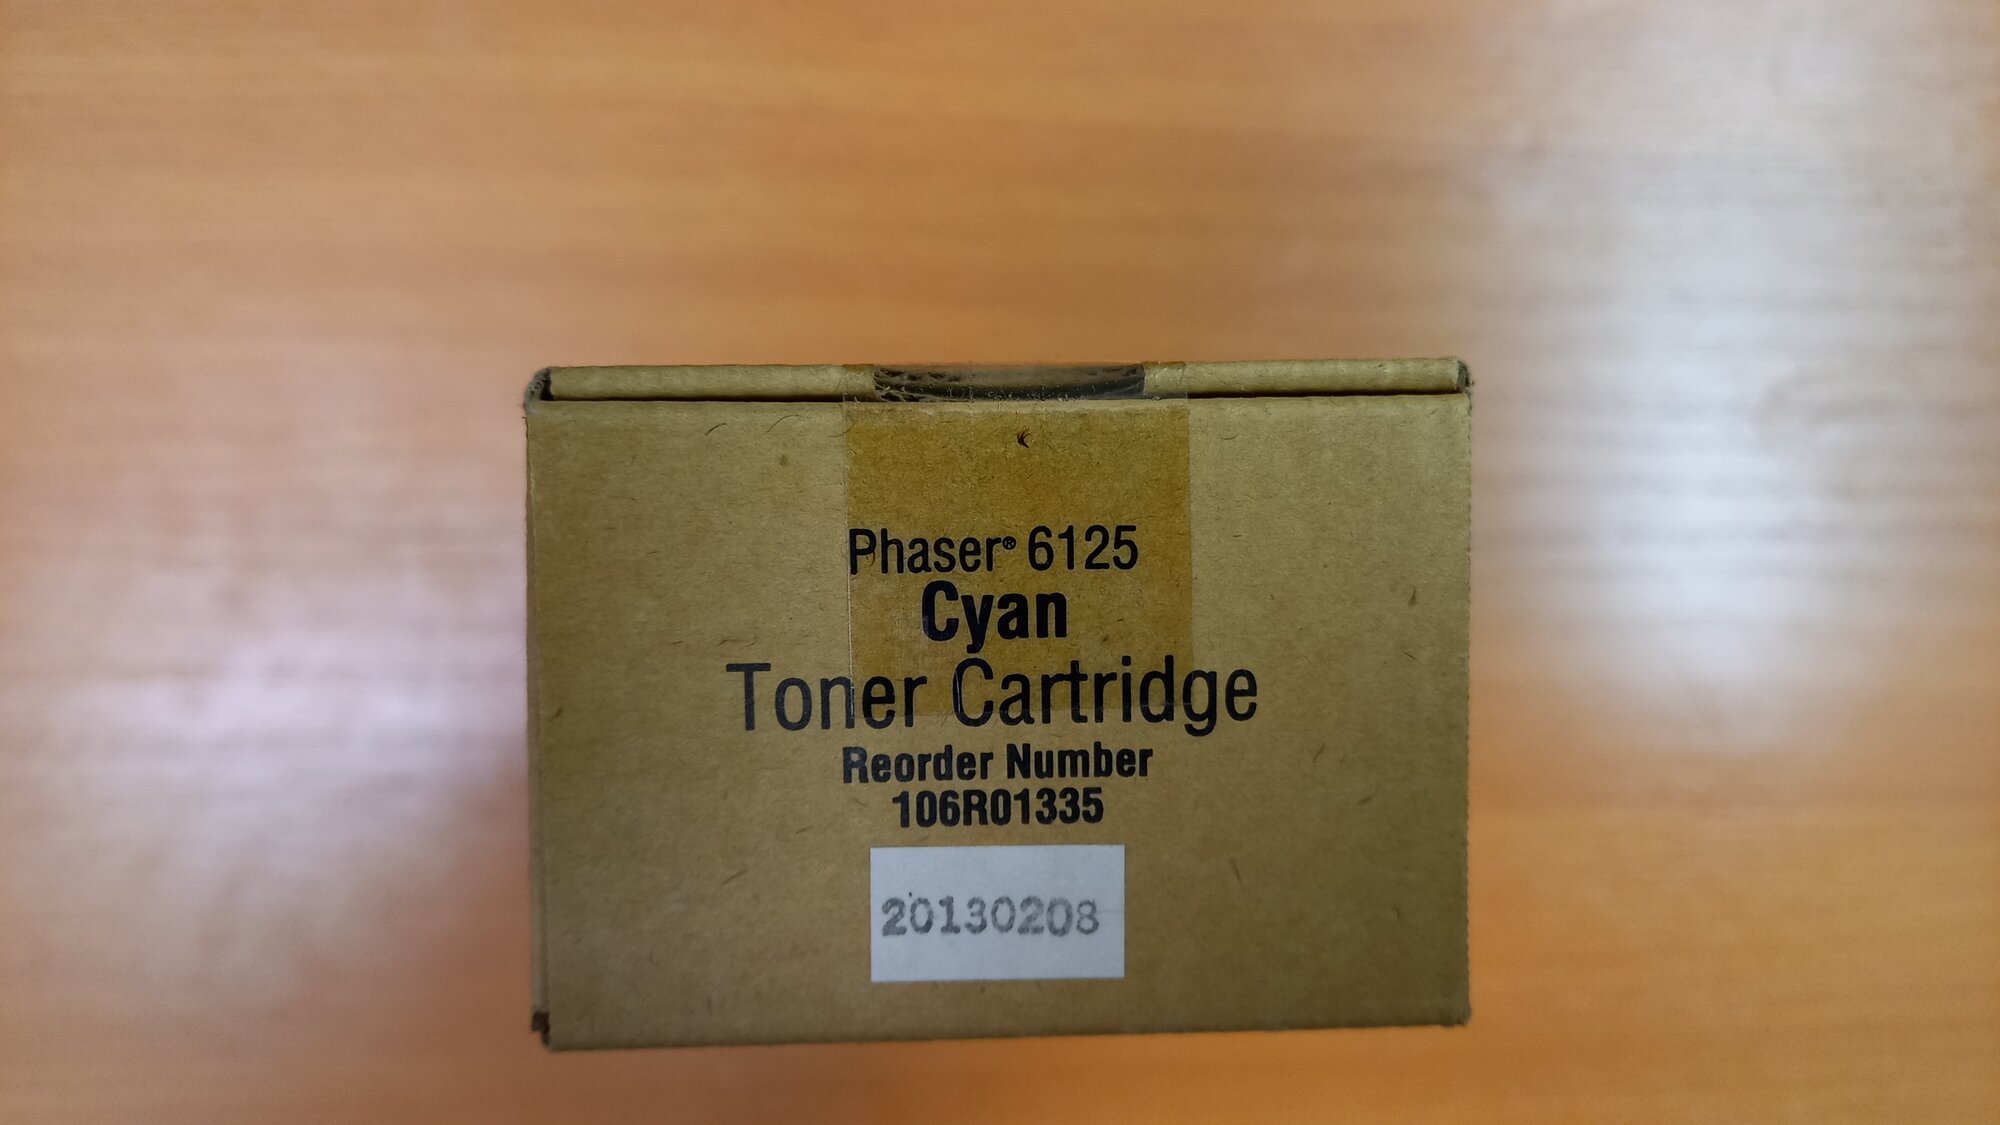 Phaser® 6125
Cyan
Toner Cartridge
Reorder Number
106R01335
20130208